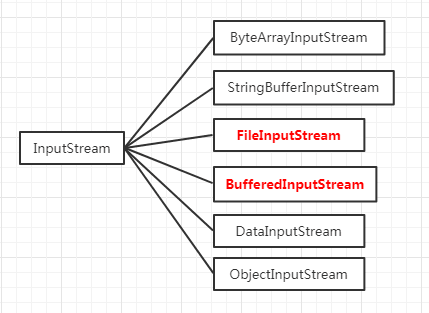 ByteArrayInputStream
StringBufferInputStream
FileInputStream
InputStream
BufferedInputStream
DataInputStream
ObjectInputStream